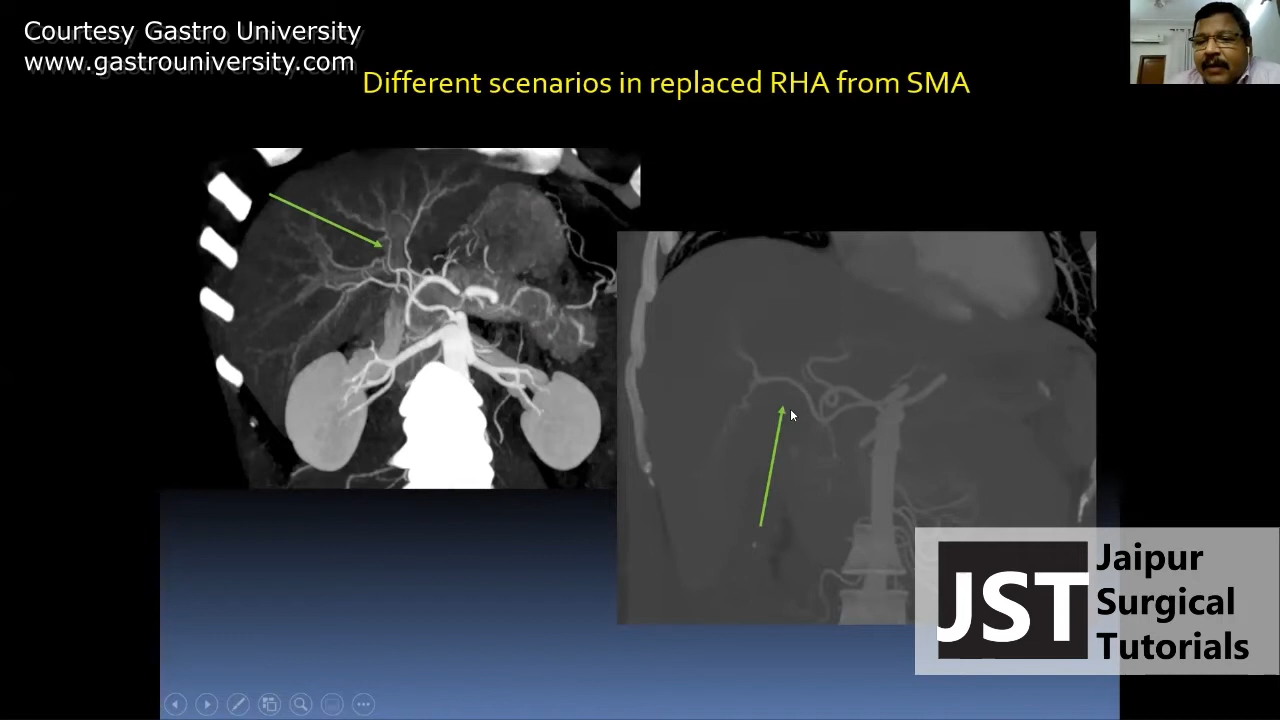 Courtesy Gastro University
www.gastrouniversity.com
Different scenarios in replaced RHA from SMA
JST
Jaipur
Surgical
Tutorials